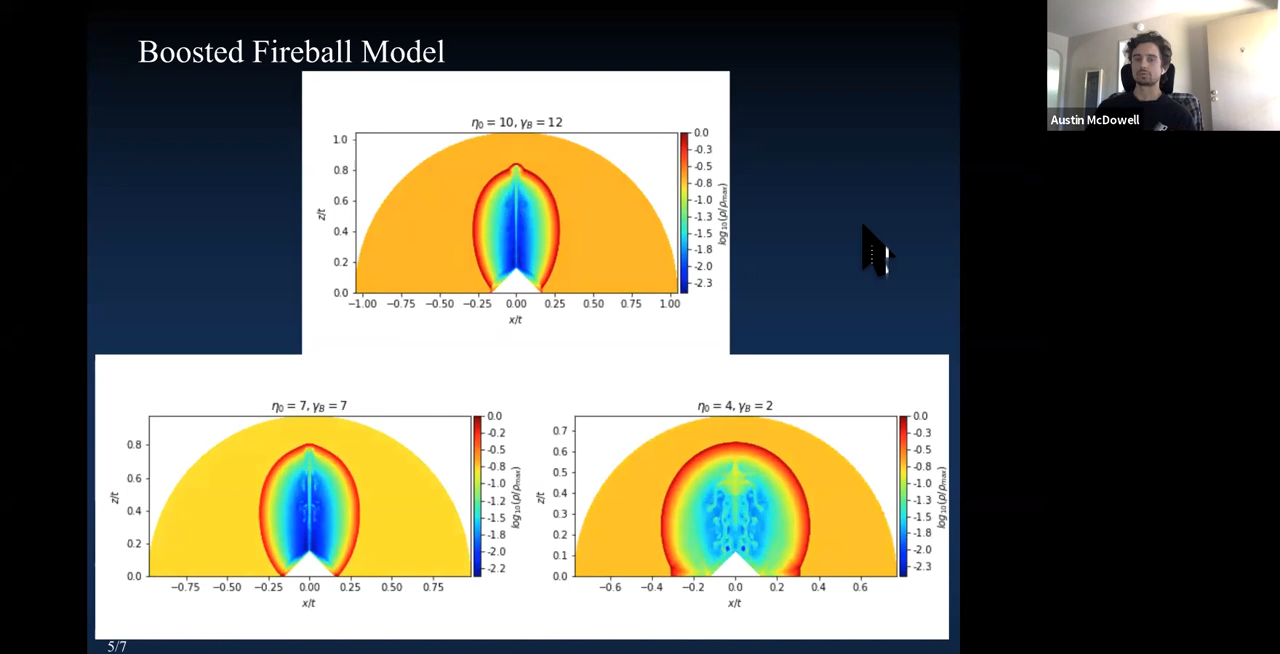 Boosted Fireball Model
Austin McDowell
η₀ = 10, γ_B = 12
1.0
0.8
0.6
0.4
0.2
0.0
z/t
−1.00 −0.75 −0.50 −0.25 0.00 0.25 0.50 0.75 1.00
x/t
0.0
-0.3
-0.5
-0.8
-1.0
-1.3
-1.5
-1.8
-2.0
-2.3
log₁₀(ρ/ρ_max)
η₀ = 7, γ_B = 7
0.8
0.6
0.4
0.2
0.0
z/t
−0.75 −0.50 −0.25 0.00 0.25 0.50 0.75
x/t
0.0
-0.2
-0.5
-0.8
-1.0
-1.2
-1.5
-1.8
-2.0
-2.2
log₁₀(ρ/ρ_max)
η₀ = 4, γ_B = 2
0.7
0.6
0.5
0.4
0.3
0.2
0.1
0.0
z/t
−0.6 −0.4 −0.2 0.0 0.2 0.4 0.6
x/t
0.0
-0.3
-0.5
-0.8
-1.0
-1.3
-1.5
-1.8
-2.0
-2.3
log₁₀(ρ/ρ_max)
5/7